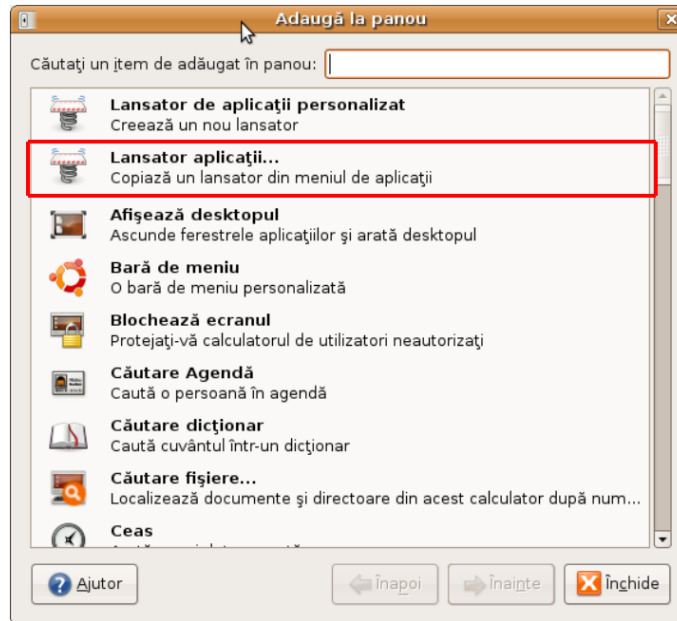 Adaugă la panou
Căutaţi un item de adăugat în panou:
Lansator de aplicaţii personalizat
Creează un nou lansator
Lansator aplicaţii...
Copiază un lansator din meniul de aplicaţii
Afişează desktopul
Ascunde ferestrele aplicaţiilor şi arată desktopul
Bară de meniu
O bară de meniu personalizată
Blochează ecranul
Protejaţi-vă calculatorul de utilizatori neautorizaţi
Căutare Agendă
Caută o persoană în agendă
Căutare dicţionar
Caută cuvântul într-un dicţionar
Căutare fişiere...
Localizează documente şi directoare din acest calculator după num...
Ceas
Ajutor
Înapoi
Înainte
Închide